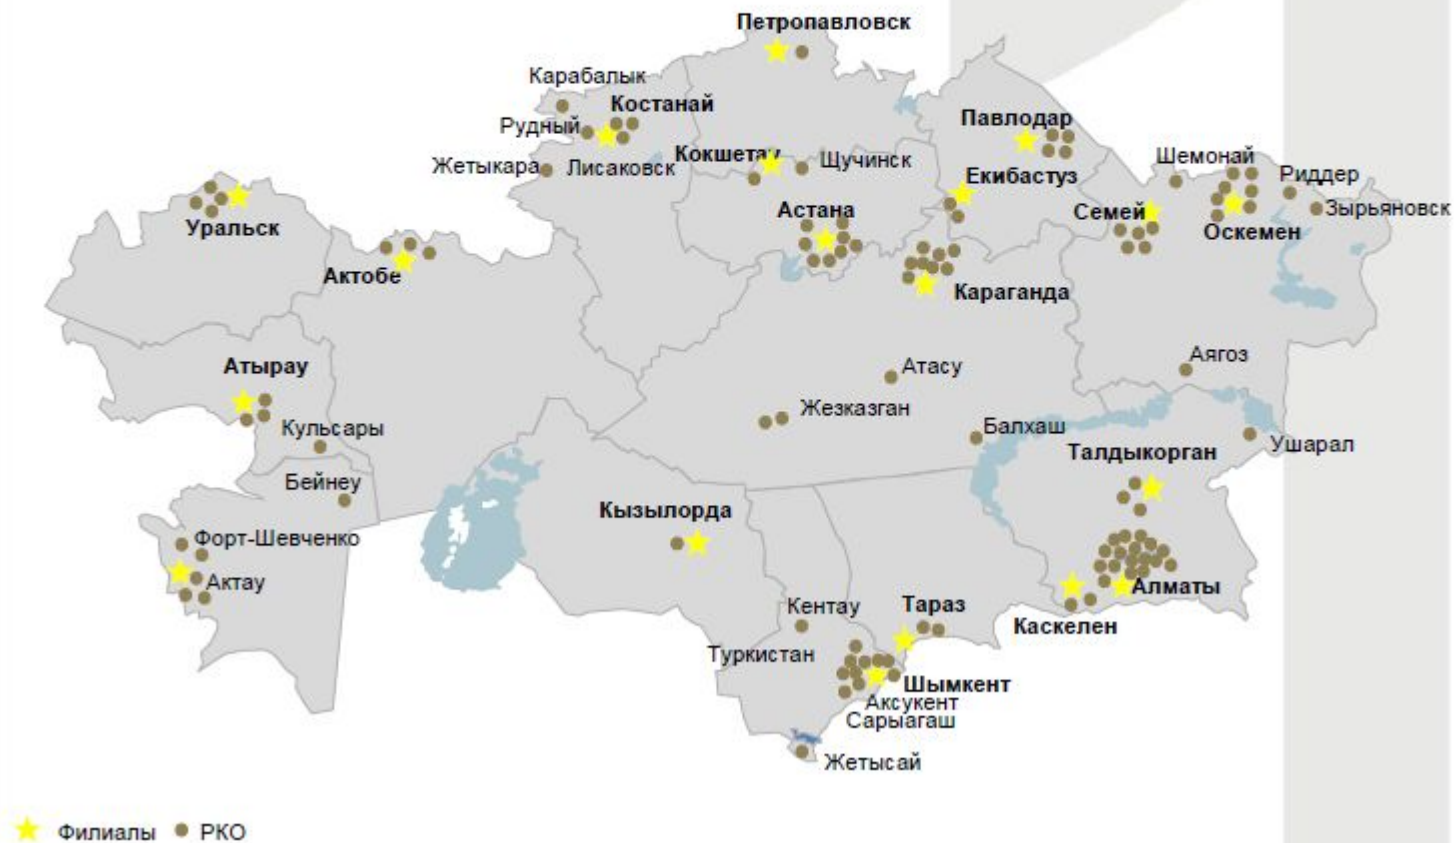 Петропавловск
Карабалык
Костанай
Рудный
Павлодар
Жетыкара
Лисаковск
Кокшетау
Щучинск
Екибастуз
Шемонай
Риддер
Зырьяновск
Семей
Оскемен
Уральск
Астана
Актобе
Караганда
Атырау
Атасу
Аягоз
Жезказган
Кульсары
Балхаш
Ушарал
Талдыкорган
Бейнеу
Кызылорда
Форт-Шевченко
Актау
Алматы
Кентау
Тараз
Каскелен
Туркистан
Шымкент
Аксукент
Сарыагаш
Жетысай
Филиалы
РКО